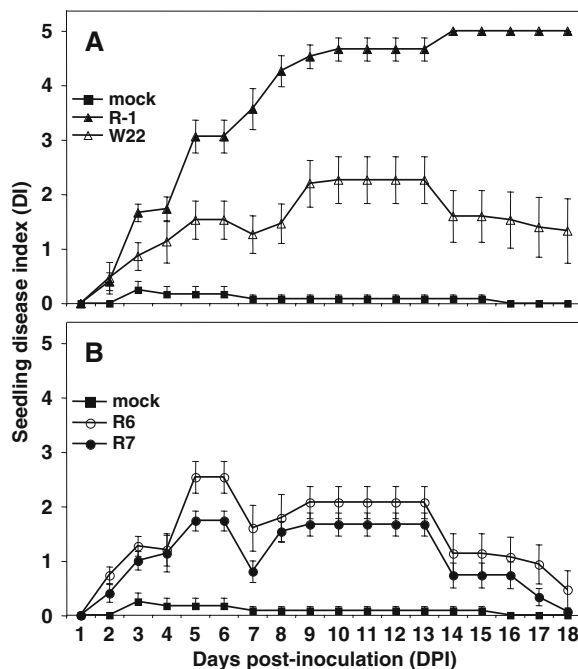 Seedling disease index (DI)
A
mock
R-1
W22
5
4
3
2
1
0
B
mock
R6
R7
5
4
3
2
1
0
1 2 3 4 5 6 7 8 9 10 11 12 13 14 15 16 17 18
Days post-inoculation (DPI)